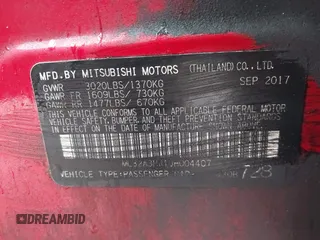 MFD.BY MITSUBISHI MOTORS (THAILAND) CO., LTD.
GVWR 3020LBS/1370KG SEP 2017
GAWR FR 1609LBS/ 730KG
GAWR RR 1477LBS/ 670KG
THIS VEHICLE CONFORMS TO ALL APPLICABLE FEDERAL MOTOR
VEHICLE SAFETY, BUMPER, AND THEFT PREVENTION STANDARDS
IN EFFECT ON THE DATE OF MANUFACTURE SHOWN ABOVE.
VEHICLE TYPE:PASSENGER